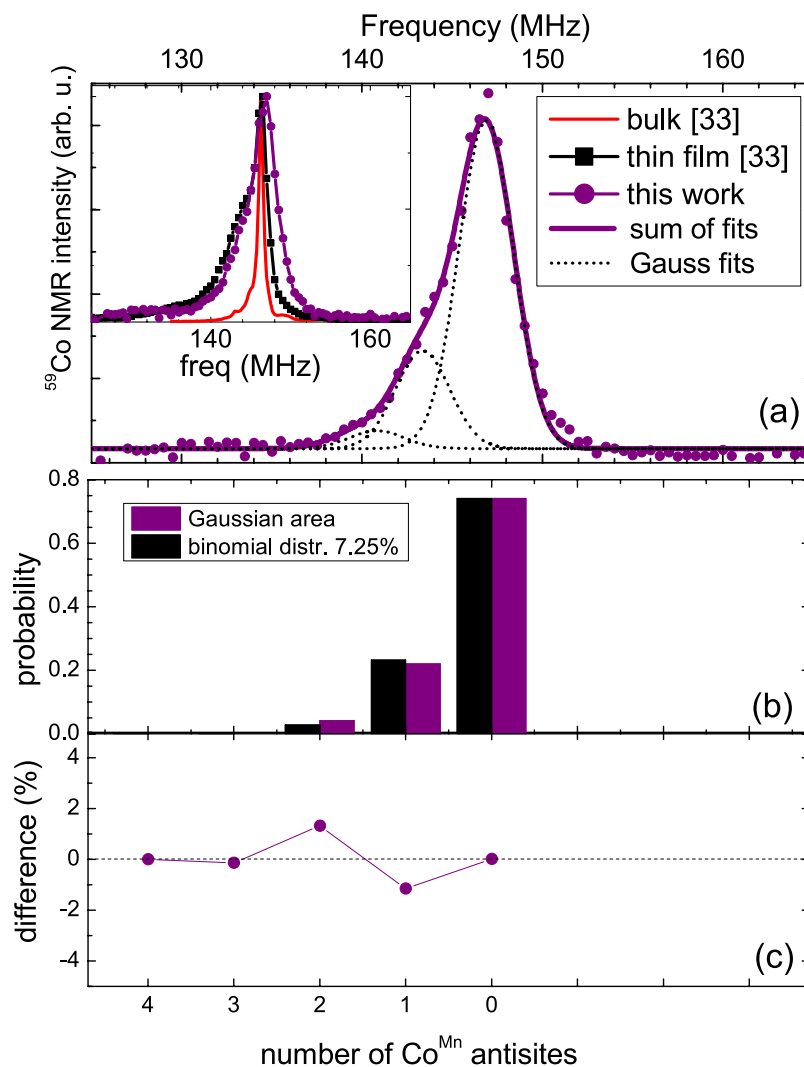 Frequency (MHz)
130 140 150 160
⁵⁹Co NMR intensity (arb. u.)
bulk [33]
thin film [33]
this work
sum of fits
Gauss fits
140 160
freq (MHz)
(a)
0.8
0.6
0.4
0.2
0.0
probability
Gaussian area
binomial distr. 7.25%
(b)
4
2
0
-2
-4
difference (%)
(c)
4 3 2 1 0
number of Coᴹⁿ antisites